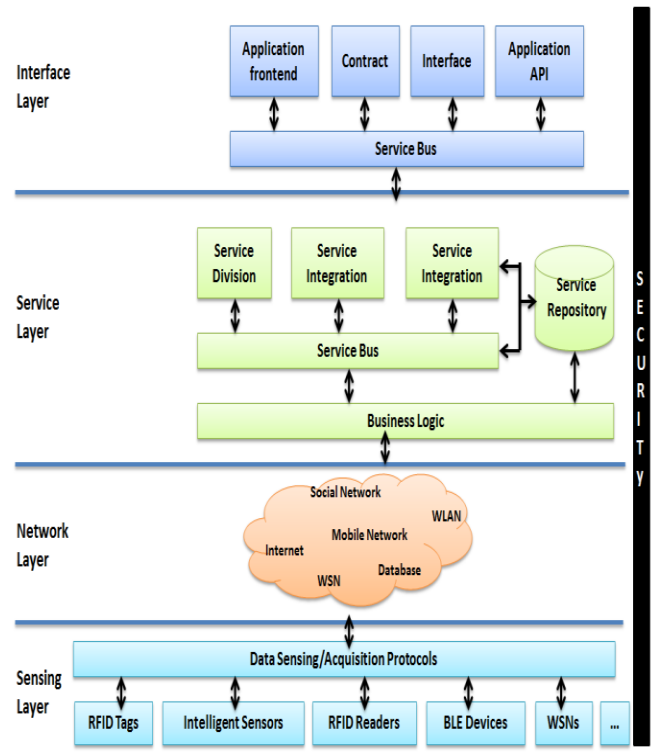 Interface
Layer
Application
frontend
Contract
Interface
Application
API
Service Bus
Service
Layer
Service
Division
Service
Integration
Service
Integration
Service
Repository
Service Bus
Business Logic
Network
Layer
Social Network
WLAN
Mobile Network
Internet
Database
WSN
Sensing
Layer
Data Sensing/Acquisition Protocols
RFID Tags
Intelligent Sensors
RFID Readers
BLE Devices
WSNs
...
S
E
C
U
R
I
T
y